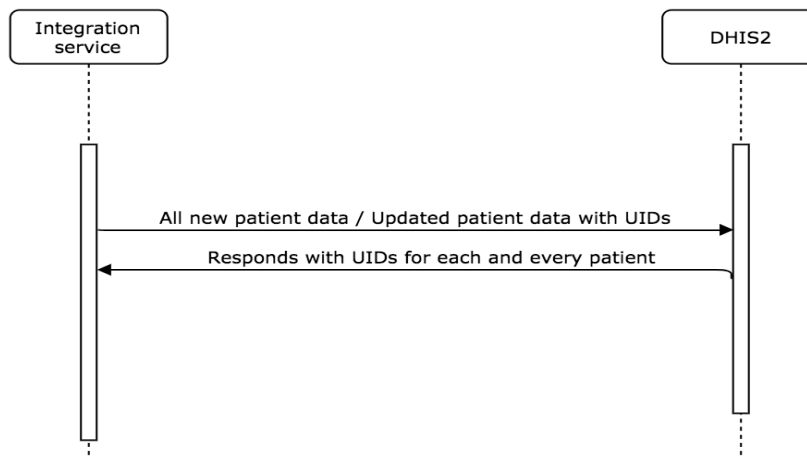 Integration
service
DHIS2
All new patient data / Updated patient data with UIDs
Responds with UIDs for each and every patient